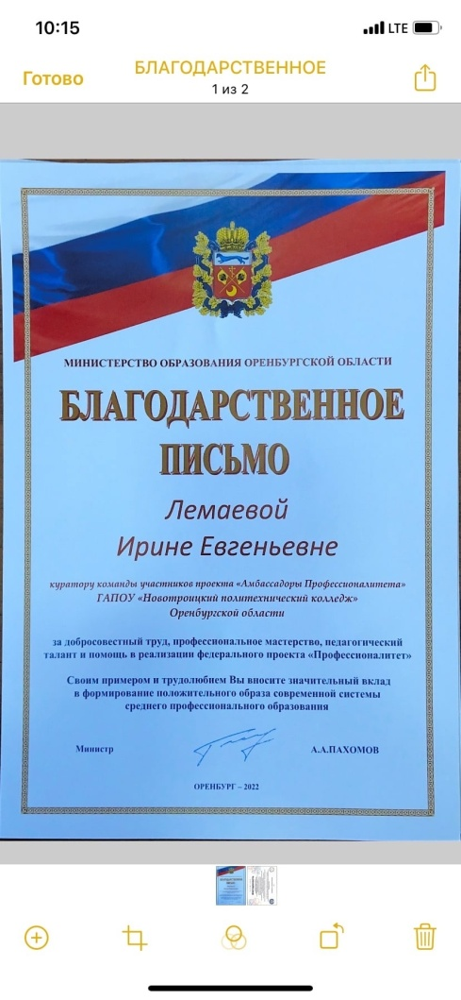 10:15
LTE
Готово
БЛАГОДАРСТВЕННОЕ
1 из 2
МИНИСТЕРСТВО ОБРАЗОВАНИЯ ОРЕНБУРГСКОЙ ОБЛАСТИ
БЛАГОДАРСТВЕННОЕ
ПИСЬМО
Лемаевой
Ирине Евгеньевне
куратору команды участников проекта «Амбассадоры Профессионалитета»
ГАПОУ «Новотроицкий политехнический колледж»
Оренбургской области
за добросовестный труд, профессиональное мастерство, педагогический
талант и помощь в реализации федерального проекта «Профессионалитет»
Своим примером и трудолюбием Вы вносите значительный вклад
в формирование положительного образа современной системы
среднего профессионального образования
Министр
А.А.ПАХОМОВ
ОРЕНБУРГ – 2022